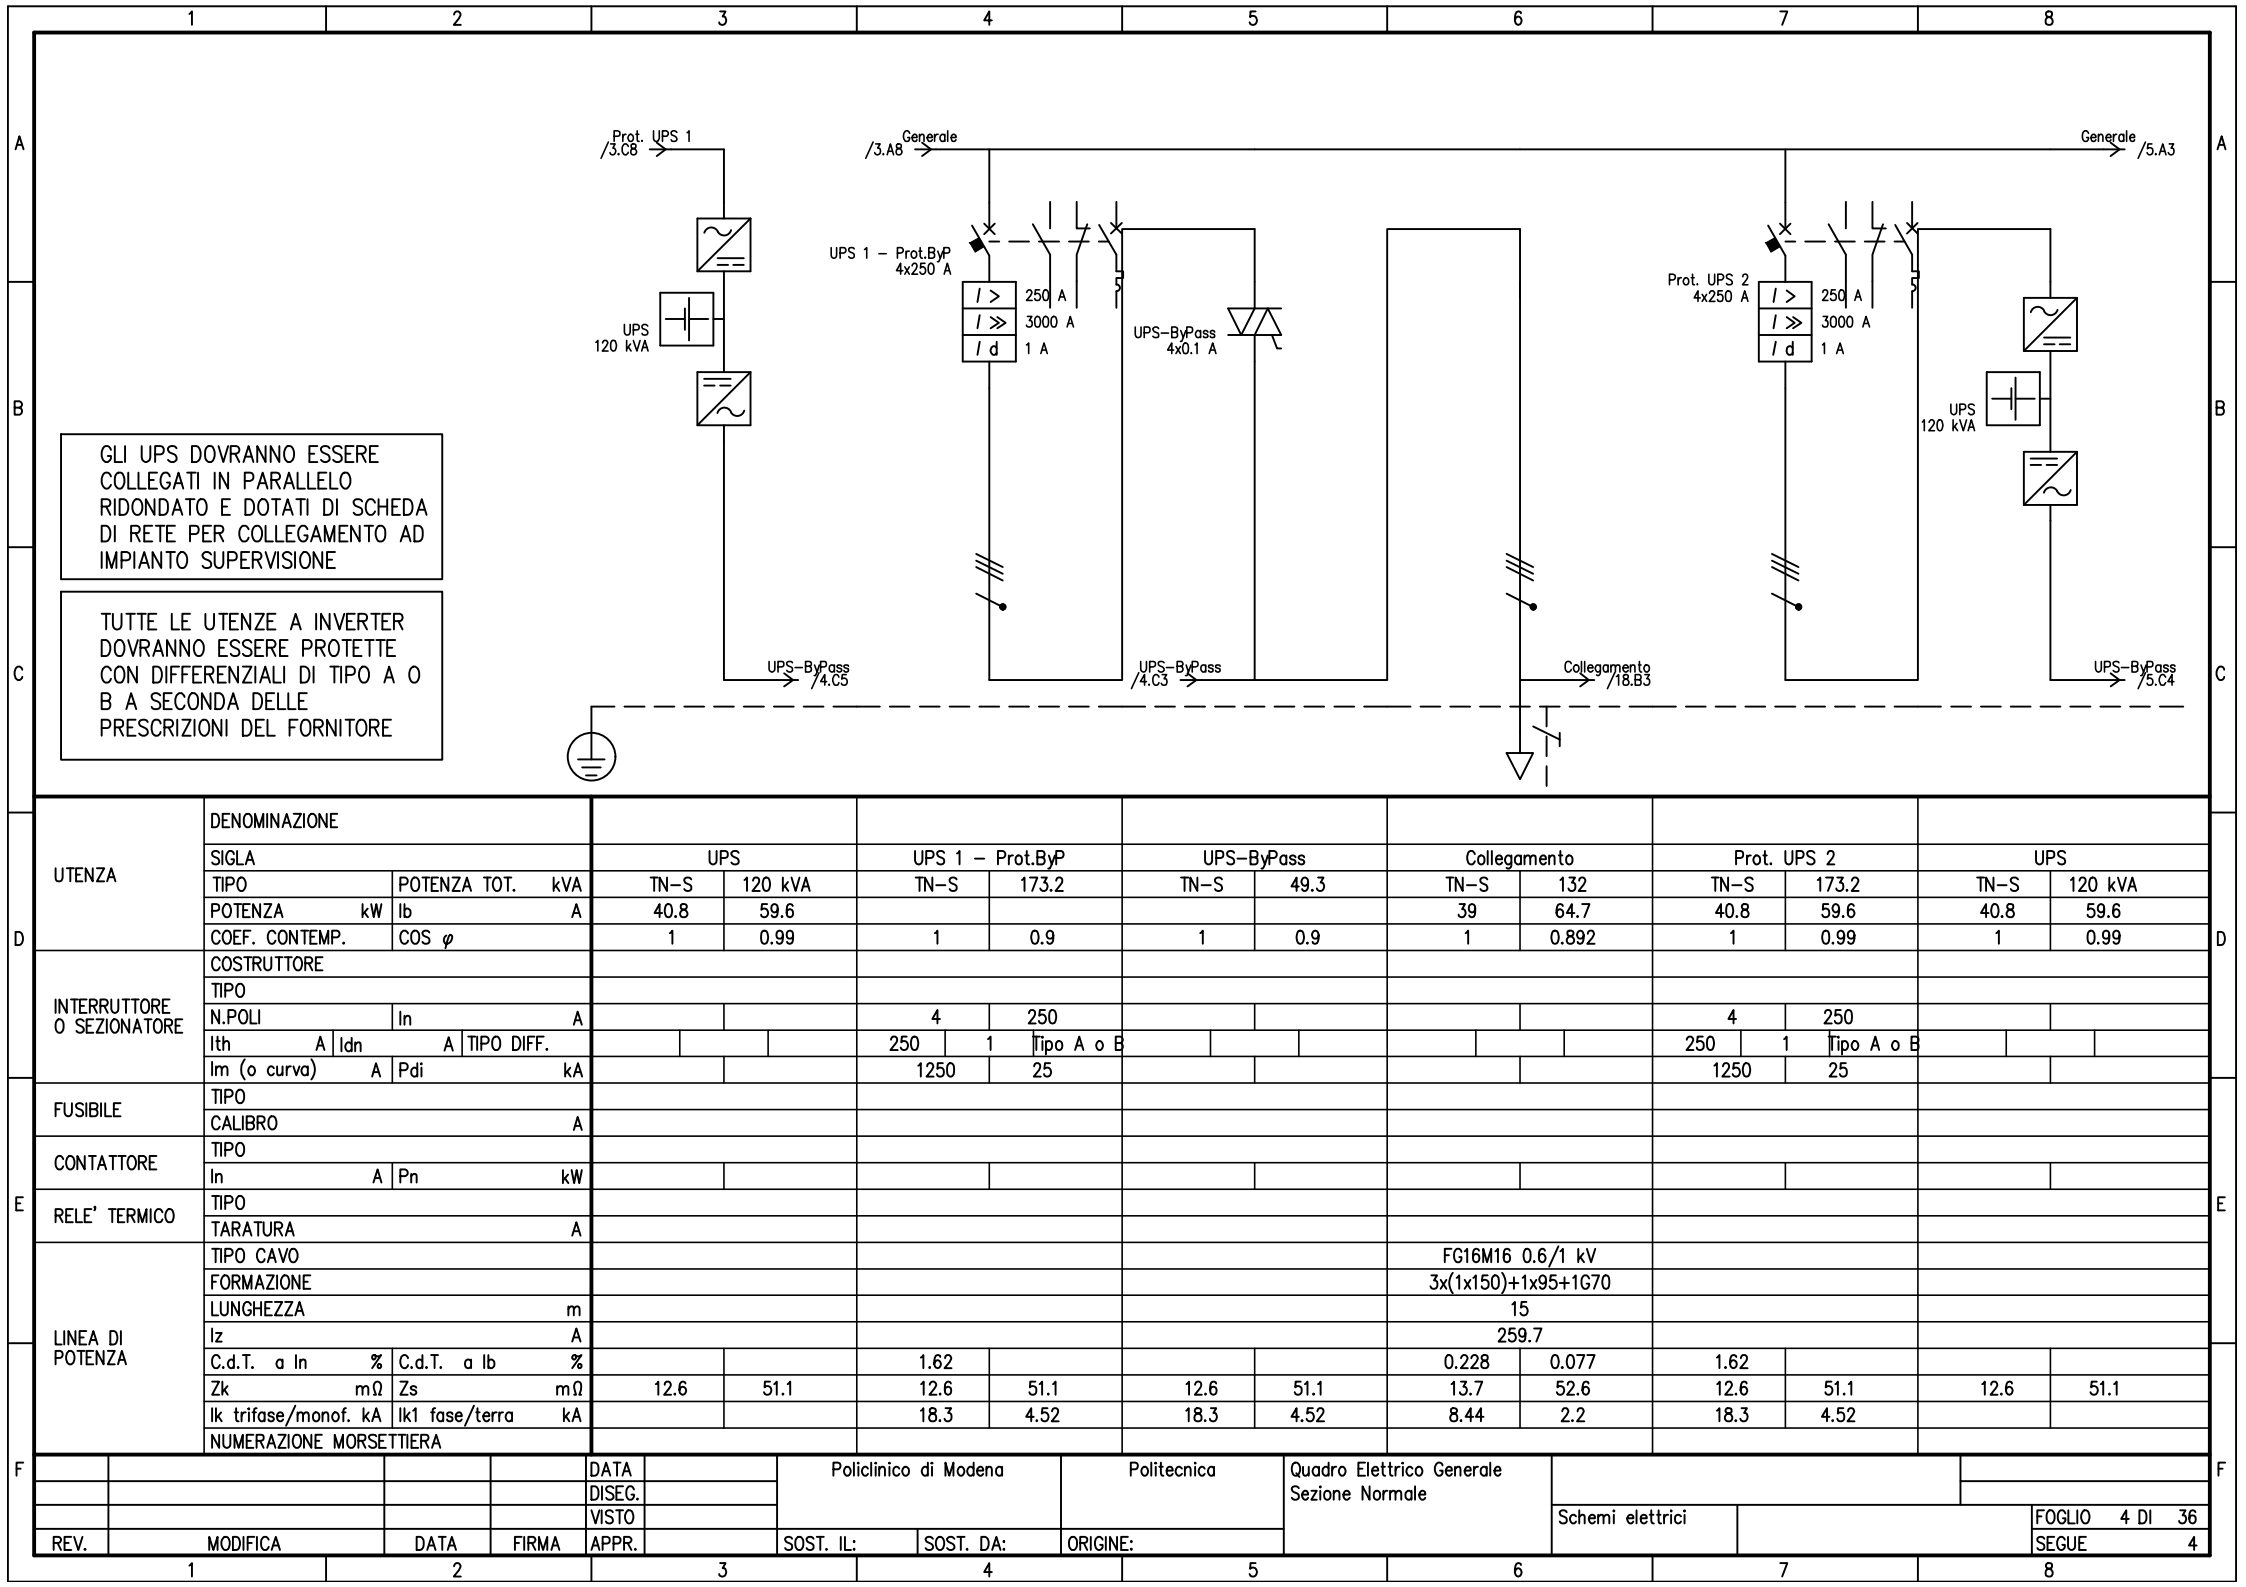 1 2 3 4 5 6 7 8
A A
Prot. UPS 1
/3.C8
Generale
/3.A8
Generale
/5.A3
UPS 1 – Prot.ByP
4x250 A
I > 250 A
I >> 3000 A
I d 1 A
UPS
120 kVA
UPS-ByPass
4x0.1 A
Prot. UPS 2
4x250 A
I > 250 A
I >> 3000 A
I d 1 A
UPS
120 kVA
B B
GLI UPS DOVRANNO ESSERE
COLLEGATI IN PARALLELO
RIDONDATO E DOTATI DI SCHEDA
DI RETE PER COLLEGAMENTO AD
IMPIANTO SUPERVISIONE
TUTTE LE UTENZE A INVERTER
DOVRANNO ESSERE PROTETTE
CON DIFFERENZIALI DI TIPO A O
B A SECONDA DELLE
PRESCRIZIONI DEL FORNITORE
C C
UPS-ByPass
/4.C5
UPS-ByPass
/4.C3
Collegamento
/18.B3
UPS-ByPass
/5.C4
UTENZA
DENOMINAZIONE
SIGLA UPS UPS 1 – Prot.ByP UPS-ByPass Collegamento Prot. UPS 2 UPS
TIPO POTENZA TOT. kVA TN-S 120 kVA TN-S 173.2 TN-S 49.3 TN-S 132 TN-S 173.2 TN-S 120 kVA
POTENZA kW Ib A 40.8 59.6 39 64.7 40.8 59.6 40.8 59.6
D COEF. CONTEMP. COS φ 1 0.99 1 0.9 1 0.9 1 0.892 1 0.99 1 0.99 D
INTERRUTTORE
O SEZIONATORE
COSTRUTTORE
TIPO
N.POLI In A 4 250 4 250
Ith A Idn A TIPO DIFF. 250 1 Tipo A o B 250 1 Tipo A o B
Im (o curva) A Pdi kA 1250 25 1250 25
FUSIBILE
TIPO
CALIBRO A
CONTATTORE
TIPO
In A Pn kW
E E
RELE' TERMICO
TIPO
TARATURA A
LINEA DI
POTENZA
TIPO CAVO FG16M16 0.6/1 kV
FORMAZIONE 3x(1x150)+1x95+1G70
LUNGHEZZA m 15
Iz A 259.7
C.d.T. a In % C.d.T. a Ib % 1.62 0.228 0.077 1.62
Zk mΩ Zs mΩ 12.6 51.1 12.6 51.1 12.6 51.1 13.7 52.6 12.6 51.1 12.6 51.1
Ik trifase/monof. kA Ik1 fase/terra kA 18.3 4.52 18.3 4.52 8.44 2.2 18.3 4.52
NUMERAZIONE MORSETTIERA
F F
DATA Policlinico di Modena Politecnica Quadro Elettrico Generale
DISEG. Sezione Normale
VISTO Schemi elettrici FOGLIO 4 DI 36
REV. MODIFICA DATA FIRMA APPR. SOST. IL: SOST. DA: ORIGINE: SEGUE 4
1 2 3 4 5 6 7 8